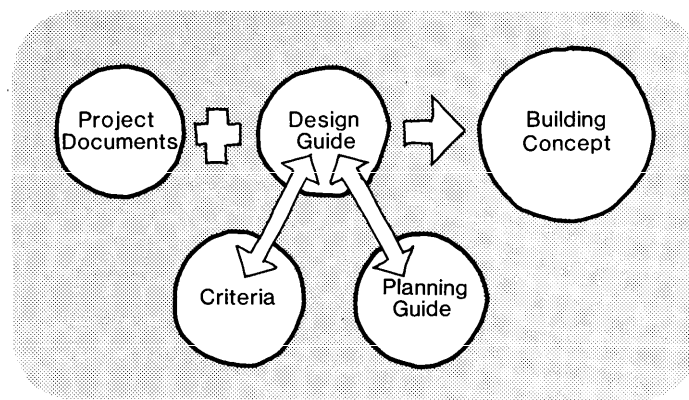 Project
Documents
Design
Guide
Building
Concept
Criteria
Planning
Guide